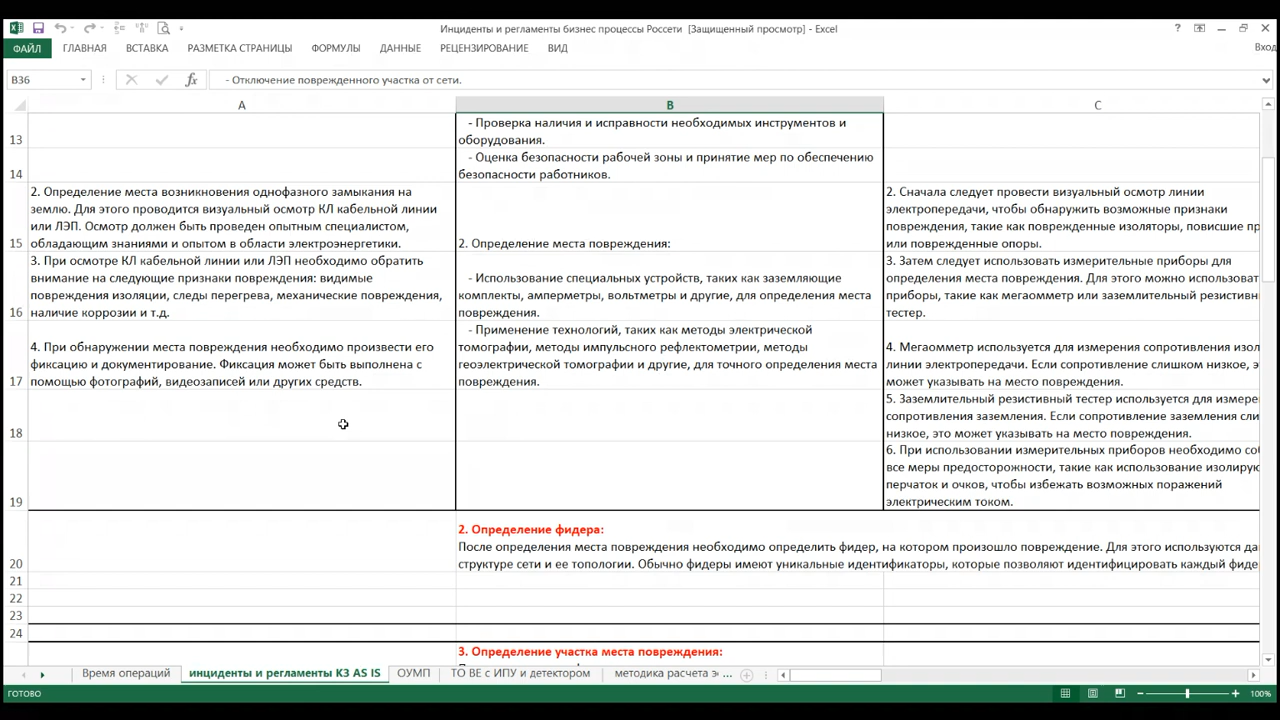 Инциденты и регламенты бизнес процессы Россети [Защищенный просмотр] - Excel
?
Вход
ФАЙЛ ГЛАВНАЯ ВСТАВКА РАЗМЕТКА СТРАНИЦЫ ФОРМУЛЫ ДАННЫЕ РЕЦЕНЗИРОВАНИЕ ВИД
B36
fx
- Отключение поврежденного участка от сети.
A B C
- Проверка наличия и исправности необходимых инструментов и
оборудования.
13
- Оценка безопасности рабочей зоны и принятие мер по обеспечению
безопасности работников.
14
2. Определение места возникновения однофазного замыкания на
землю. Для этого проводится визуальный осмотр КЛ кабельной линии
или ЛЭП. Осмотр должен быть проведен опытным специалистом,
обладающим знаниями и опытом в области электроэнергетики.
2. Определение места повреждения:
2. Сначала следует провести визуальный осмотр линии
электропередачи, чтобы обнаружить возможные признаки
повреждения, такие как поврежденные изоляторы, повисшие пр
или поврежденные опоры.
15
3. При осмотре КЛ кабельной линии или ЛЭП необходимо обратить
внимание на следующие признаки повреждения: видимые
повреждения изоляции, следы перегрева, механические повреждения,
наличие коррозии и т.д.
- Использование специальных устройств, таких как заземляющие
комплекты, амперметры, вольтметры и другие, для определения места
повреждения.
3. Затем следует использовать измерительные приборы для
определения места повреждения. Для этого можно использоват
приборы, такие как мегаомметр или заземлительный резистивн
тестер.
16
4. При обнаружении места повреждения необходимо произвести его
фиксацию и документирование. Фиксация может быть выполнена с
помощью фотографий, видеозаписей или других средств.
- Применение технологий, таких как методы электрической
томографии, методы импульсного рефлектометрии, методы
геоэлектрической томографии и другие, для точного определения места
повреждения.
4. Мегаомметр используется для измерения сопротивления изол
линии электропередачи. Если сопротивление слишком низкое, э
может указывать на место повреждения.
17
5. Заземлительный резистивный тестер используется для измере
сопротивления заземления. Если сопротивление заземления сли
низкое, это может указывать на место повреждения.
18
6. При использовании измерительных приборов необходимо со
все меры предосторожности, такие как использование изолирую
перчаток и очков, чтобы избежать возможных поражений
электрическим током.
19
2. Определение фидера:
После определения места повреждения необходимо определить фидер, на котором произошло повреждение. Для этого используются да
структуре сети и ее топологии. Обычно фидеры имеют уникальные идентификаторы, которые позволяют идентифицировать каждый фиде
20
21
22
23
24
3. Определение участка места повреждения:
Время операций инциденты и регламенты КЗ AS IS ОУМП ТО ВЕ с ИПУ и детектором методика расчета э ...
ГОТОВО
100%